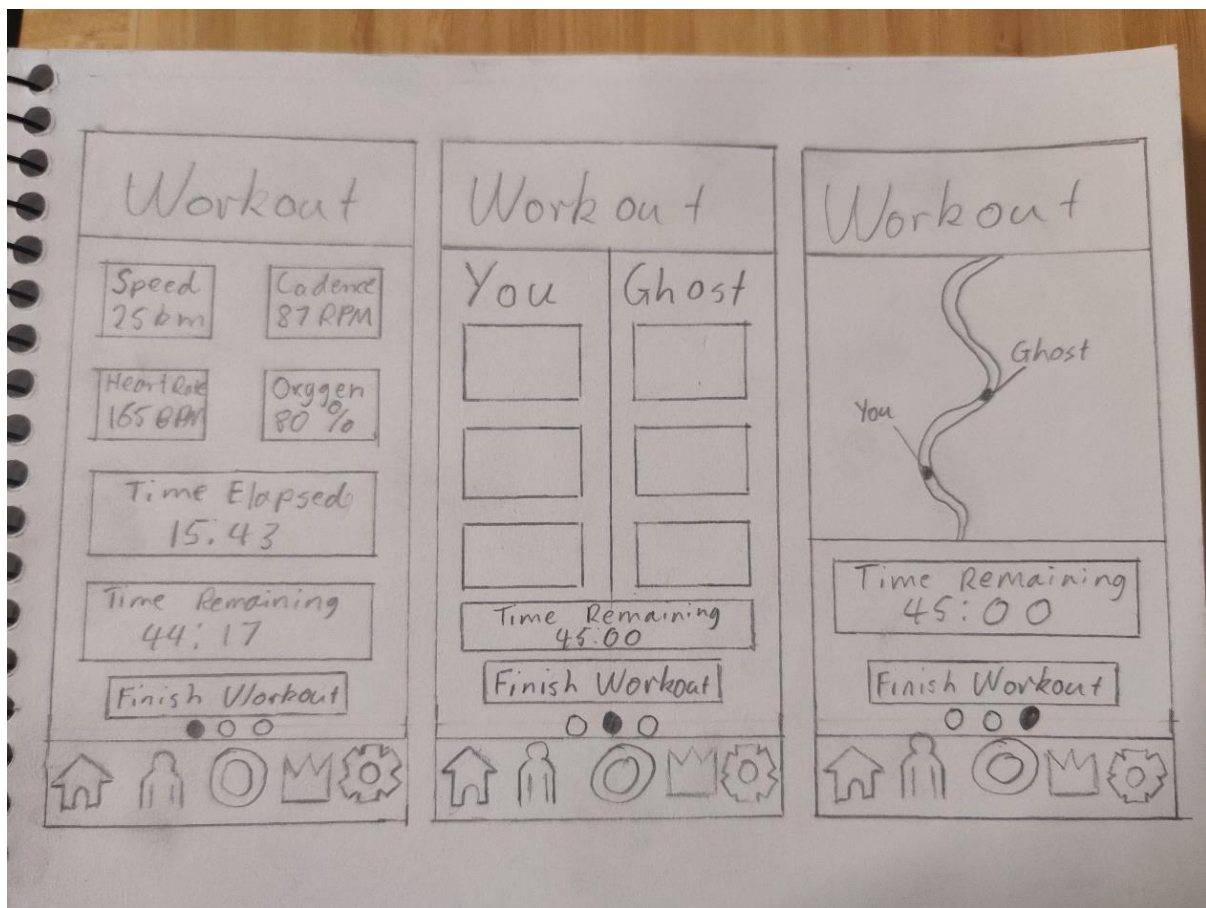 Workout
Speed
25 km
Cadence
87 RPM
Heart Rate
165 BPM
Oxygen
80 %
Time Elapsed
15:43
Time Remaining
44:17
Finish Workout
Workout
You
Ghost
Time Remaining
45:00
Finish Workout
Workout
Ghost
You
Time Remaining
45:00
Finish Workout